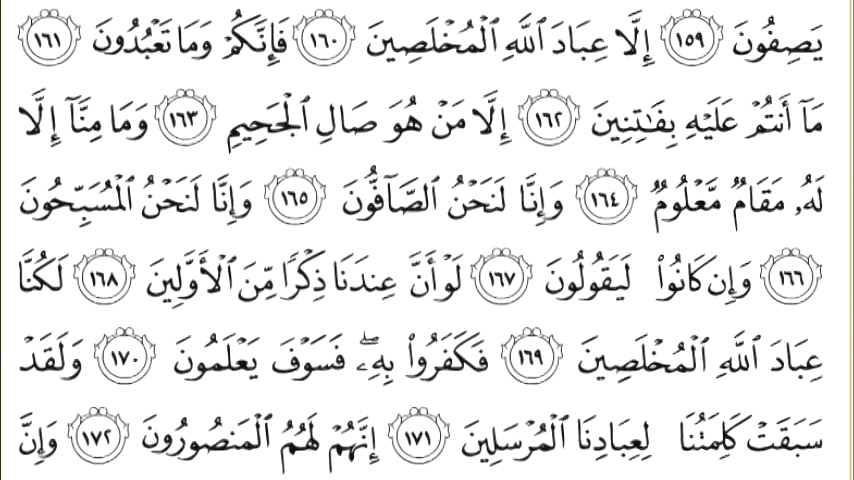 يَصِفُونَ ١٥٩ إِلَّا عِبَادَ ٱللَّهِ ٱلْمُخْلَصِينَ ١٦٠ فَإِنَّكُمْ وَمَا تَعْبُدُونَ ١٦١
مَآ أَنتُمْ عَلَيْهِ بِفَـٰتِنِينَ ١٦٢ إِلَّا مَنْ هُوَ صَالِ ٱلْجَحِيمِ ١٦٣ وَمَا مِنَّآ إِلَّا
لَهُۥ مَقَامٌ مَّعْلُومٌ ١٦٤ وَإِنَّا لَنَحْنُ ٱلصَّآفُّونَ ١٦٥ وَإِنَّا لَنَحْنُ ٱلْمُسَبِّحُونَ
١٦٦ وَإِن كَانُوا۟ لَيَقُولُونَ ١٦٧ لَوْ أَنَّ عِندَنَا ذِكْرًا مِّنَ ٱلْأَوَّلِينَ ١٦٨ لَكُنَّا
عِبَادَ ٱللَّهِ ٱلْمُخْلَصِينَ ١٦٩ فَكَفَرُوا۟ بِهِۦ ۖ فَسَوْفَ يَعْلَمُونَ ١٧٠ وَلَقَدْ
سَبَقَتْ كَلِمَتُنَا لِعِبَادِنَا ٱلْمُرْسَلِينَ ١٧١ إِنَّهُمْ لَهُمُ ٱلْمَنصُورُونَ ١٧٢ وَإِنَّ